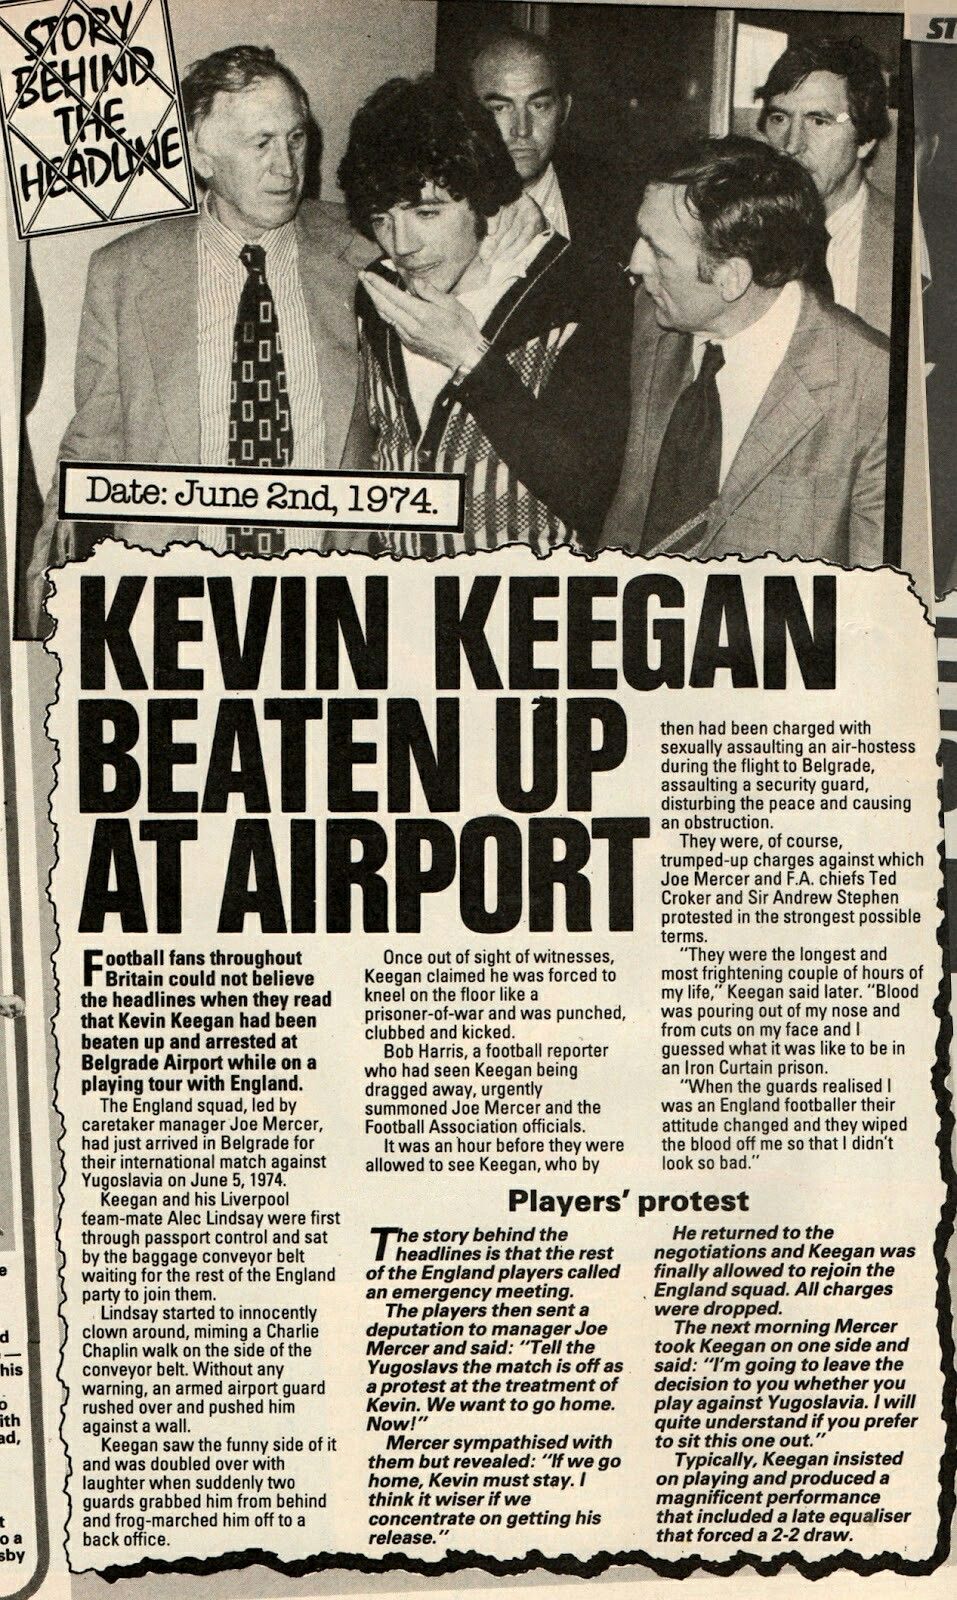 STORY
BEHIND
THE
HEADLINE
ST
Date: June 2nd, 1974.
KEVIN KEEGAN
BEATEN UP
AT AIRPORT
Football fans throughout
Britain could not believe
the headlines when they read
that Kevin Keegan had been
beaten up and arrested at
Belgrade Airport while on a
playing tour with England.
The England squad, led by
caretaker manager Joe Mercer,
had just arrived in Belgrade for
their international match against
Yugoslavia on June 5, 1974.
Keegan and his Liverpool
team-mate Alec Lindsay were first
through passport control and sat
by the baggage conveyor belt
waiting for the rest of the England
party to join them.
Lindsay started to innocently
clown around, miming a Charlie
Chaplin walk on the side of the
conveyor belt. Without any
warning, an armed airport guard
rushed over and pushed him
against a wall.
Keegan saw the funny side of it
and was doubled over with
laughter when suddenly two
guards grabbed him from behind
and frog-marched him off to a
back office.
Once out of sight of witnesses,
Keegan claimed he was forced to
kneel on the floor like a
prisoner-of-war and was punched,
clubbed and kicked.
Bob Harris, a football reporter
who had seen Keegan being
dragged away, urgently
summoned Joe Mercer and the
Football Association officials.
It was an hour before they were
allowed to see Keegan, who by
then had been charged with
sexually assaulting an air-hostess
during the flight to Belgrade,
assaulting a security guard,
disturbing the peace and causing
an obstruction.
They were, of course,
trumped-up charges against which
Joe Mercer and F.A. chiefs Ted
Croker and Sir Andrew Stephen
protested in the strongest possible
terms.
"They were the longest and
most frightening couple of hours of
my life," Keegan said later. "Blood
was pouring out of my nose and
from cuts on my face and I
guessed what it was like to be in
an Iron Curtain prison.
"When the guards realised I
was an England footballer their
attitude changed and they wiped
the blood off me so that I didn't
look so bad."
Players' protest
The story behind the
headlines is that the rest
of the England players called
an emergency meeting.
The players then sent a
deputation to manager Joe
Mercer and said: "Tell the
Yugoslavs the match is off as
a protest at the treatment of
Kevin. We want to go home.
Now!"
Mercer sympathised with
them but revealed: "If we go
home, Kevin must stay. I
think it wiser if we
concentrate on getting his
release."
He returned to the
negotiations and Keegan was
finally allowed to rejoin the
England squad. All charges
were dropped.
The next morning Mercer
took Keegan on one side and
said: "I'm going to leave the
decision to you whether you
play against Yugoslavia. I will
quite understand if you prefer
to sit this one out."
Typically, Keegan insisted
on playing and produced a
magnificent performance
that included a late equaliser
that forced a 2-2 draw.